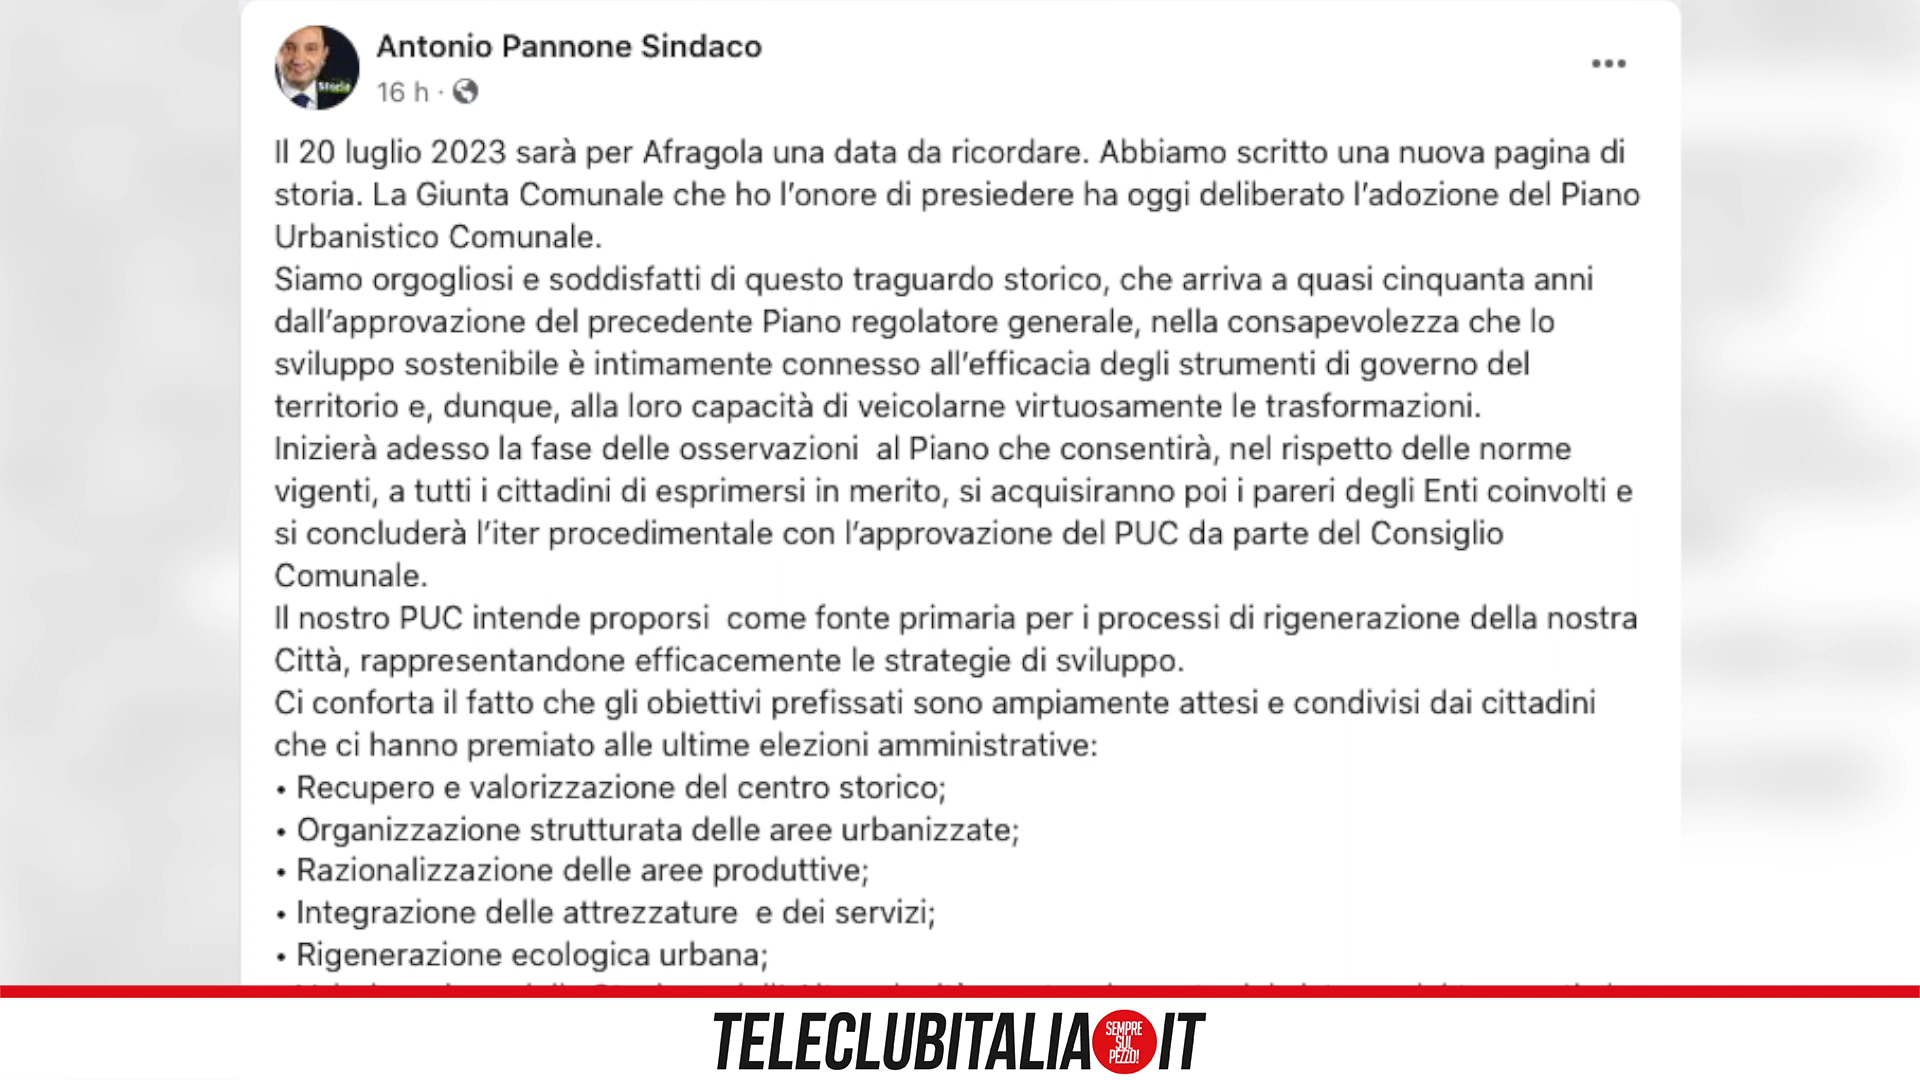 Antonio Pannone Sindaco
16 h ·
Il 20 luglio 2023 sarà per Afragola una data da ricordare. Abbiamo scritto una nuova pagina di
storia. La Giunta Comunale che ho l’onore di presiedere ha oggi deliberato l’adozione del Piano
Urbanistico Comunale.
Siamo orgogliosi e soddisfatti di questo traguardo storico, che arriva a quasi cinquanta anni
dall’approvazione del precedente Piano regolatore generale, nella consapevolezza che lo
sviluppo sostenibile è intimamente connesso all’efficacia degli strumenti di governo del
territorio e, dunque, alla loro capacità di veicolarne virtuosamente le trasformazioni.
Inizierà adesso la fase delle osservazioni  al Piano che consentirà, nel rispetto delle norme
vigenti, a tutti i cittadini di esprimersi in merito, si acquisiranno poi i pareri degli Enti coinvolti e
si concluderà l’iter procedimentale con l’approvazione del PUC da parte del Consiglio
Comunale.
Il nostro PUC intende proporsi  come fonte primaria per i processi di rigenerazione della nostra
Città, rappresentandone efficacemente le strategie di sviluppo.
Ci conforta il fatto che gli obiettivi prefissati sono ampiamente attesi e condivisi dai cittadini
che ci hanno premiato alle ultime elezioni amministrative:
• Recupero e valorizzazione del centro storico;
• Organizzazione strutturata delle aree urbanizzate;
• Razionalizzazione delle aree produttive;
• Integrazione delle attrezzature  e dei servizi;
• Rigenerazione ecologica urbana;
TELECLUBITALIA
SEMPRE
SUL
PEZZO!
IT